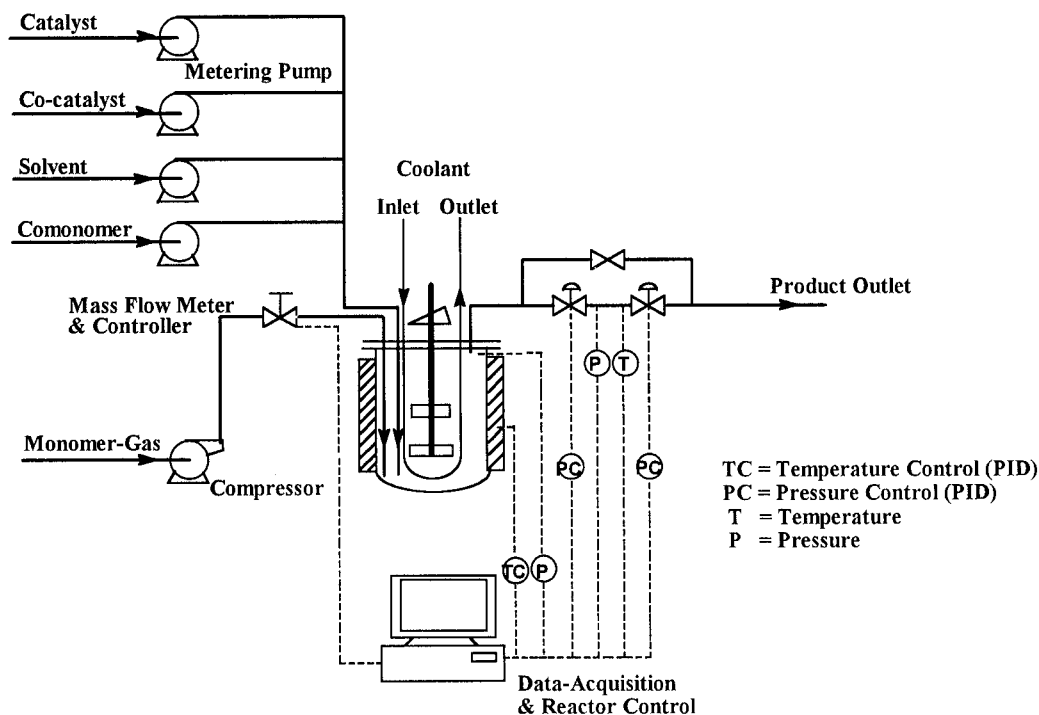 Catalyst
Metering Pump
Co-catalyst
Solvent
Coolant
Inlet Outlet
Comonomer
Product Outlet
Mass Flow Meter
& Controller
P T
Monomer-Gas
Compressor
PC PC
TC = Temperature Control (PID)
PC = Pressure Control (PID)
T = Temperature
P = Pressure
TC P
Data-Acquisition
& Reactor Control